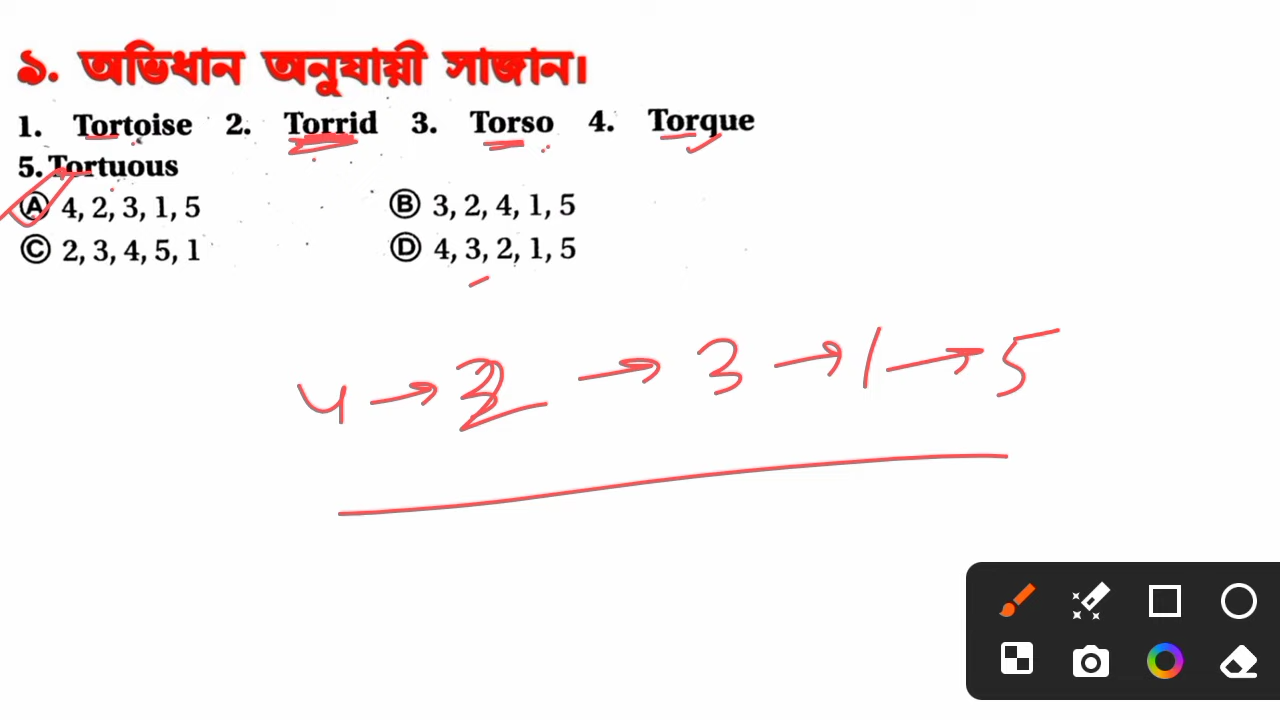 ৯. অভিধান অনুযায়ী সাজান।
1. Tortoise 2. Torrid 3. Torso 4. Torque
5. Tortuous
Ⓐ 4, 2, 3, 1, 5 Ⓑ 3, 2, 4, 1, 5
Ⓒ 2, 3, 4, 5, 1 Ⓓ 4, 3, 2, 1, 5
4 → 2 → 3 → 1 → 5